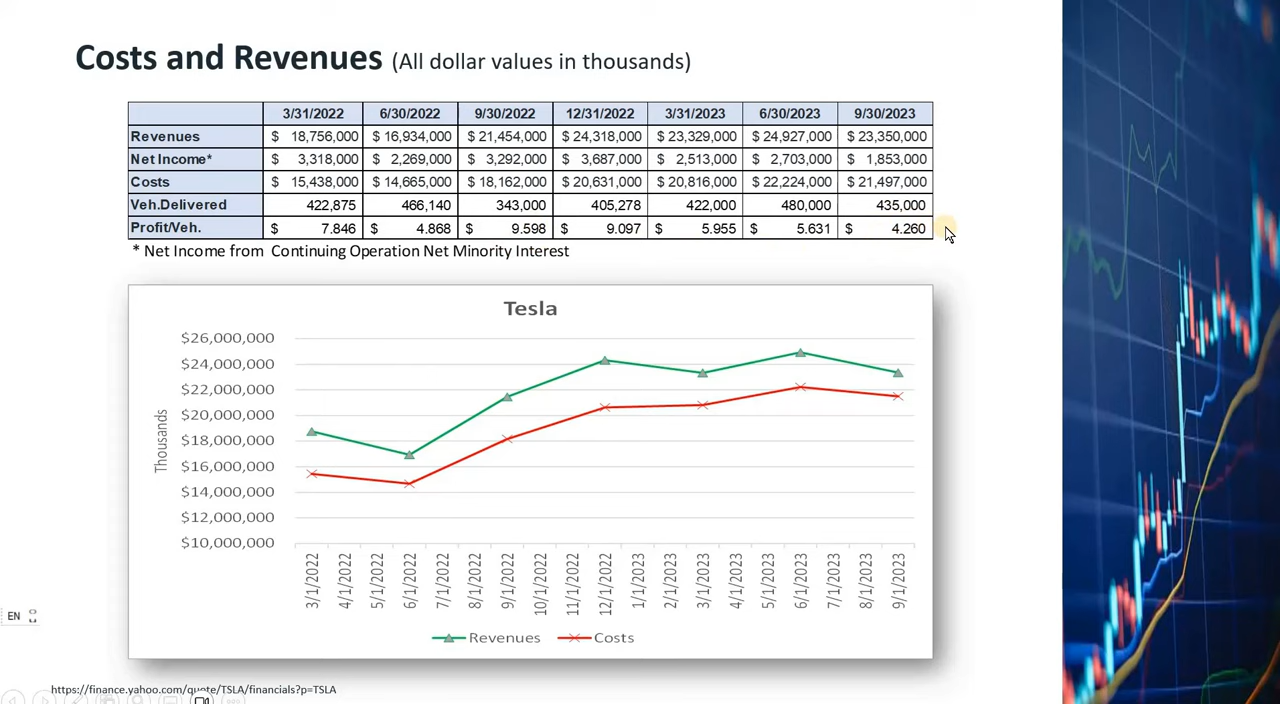 Costs and Revenues (All dollar values in thousands)
3/31/2022 6/30/2022 9/30/2022 12/31/2022 3/31/2023 6/30/2023 9/30/2023
Revenues $ 18,756,000 $ 16,934,000 $ 21,454,000 $ 24,318,000 $ 23,329,000 $ 24,927,000 $ 23,350,000
Net Income* $ 3,318,000 $ 2,269,000 $ 3,292,000 $ 3,687,000 $ 2,513,000 $ 2,703,000 $ 1,853,000
Costs $ 15,438,000 $ 14,665,000 $ 18,162,000 $ 20,631,000 $ 20,816,000 $ 22,224,000 $ 21,497,000
Veh.Delivered 422,875 466,140 343,000 405,278 422,000 480,000 435,000
Profit/Veh. $ 7.846 $ 4.868 $ 9.598 $ 9.097 $ 5.955 $ 5.631 $ 4.260
* Net Income from Continuing Operation Net Minority Interest
Tesla
Thousands
$26,000,000
$24,000,000
$22,000,000
$20,000,000
$18,000,000
$16,000,000
$14,000,000
$12,000,000
$10,000,000
3/1/2022 4/1/2022 5/1/2022 6/1/2022 7/1/2022 8/1/2022 9/1/2022 10/1/2022 11/1/2022 12/1/2022 1/1/2023 2/1/2023 3/1/2023 4/1/2023 5/1/2023 6/1/2023 7/1/2023 8/1/2023 9/1/2023
Revenues Costs
EN
https://finance.yahoo.com/quote/TSLA/financials?p=TSLA